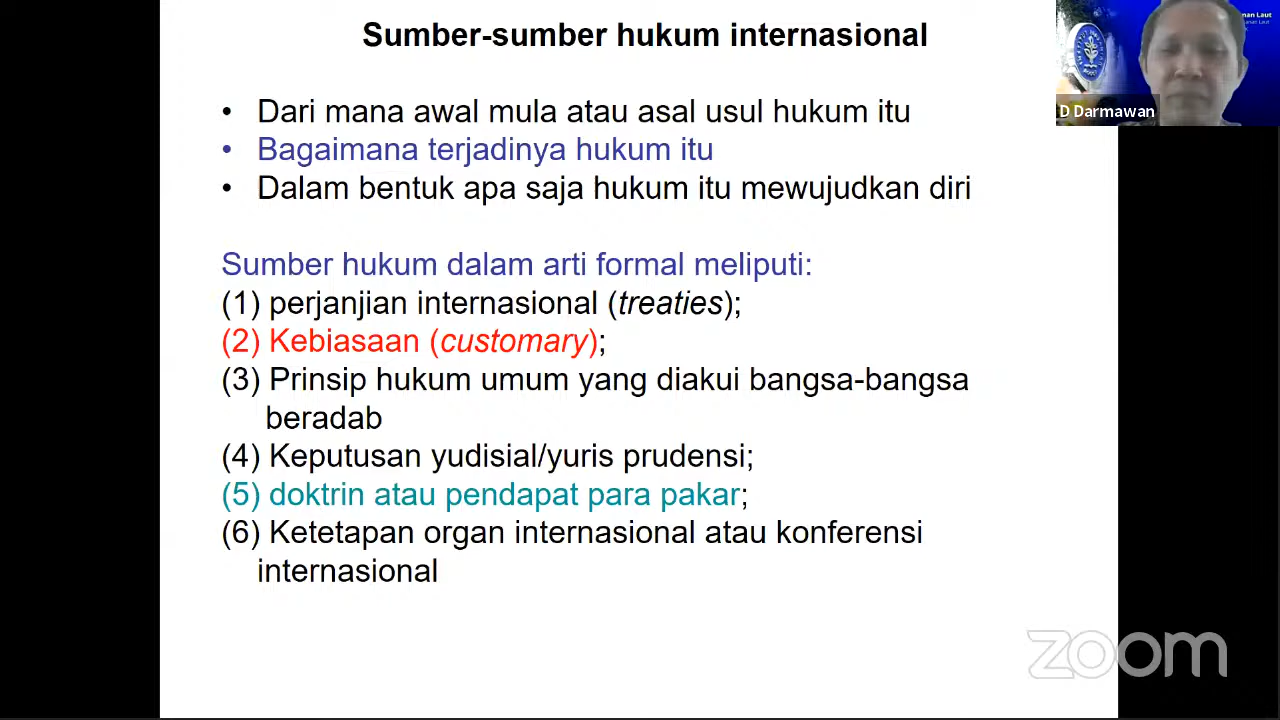 Sumber-sumber hukum internasional
• Dari mana awal mula atau asal usul hukum itu
• Bagaimana terjadinya hukum itu
• Dalam bentuk apa saja hukum itu mewujudkan diri
Sumber hukum dalam arti formal meliputi:
(1) perjanjian internasional (treaties);
(2) Kebiasaan (customary);
(3) Prinsip hukum umum yang diakui bangsa-bangsa
beradab
(4) Keputusan yudisial/yuris prudensi;
(5) doktrin atau pendapat para pakar;
(6) Ketetapan organ internasional atau konferensi
internasional
nan Laut
D Darmawan
zoom